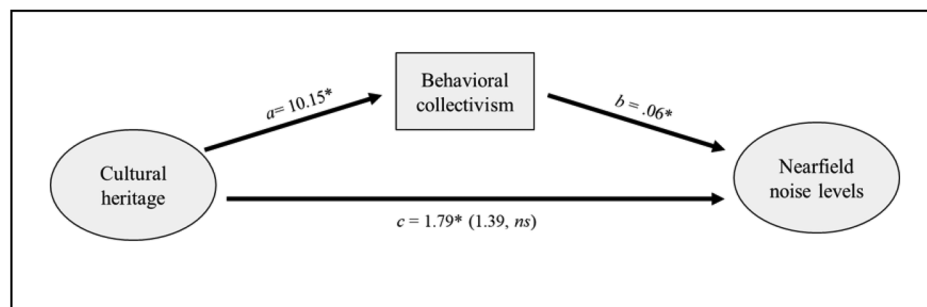 Behavioral
collectivism
a= 10.15*
b = .06*
Cultural
heritage
Nearfield
noise levels
c = 1.79* (1.39, ns)